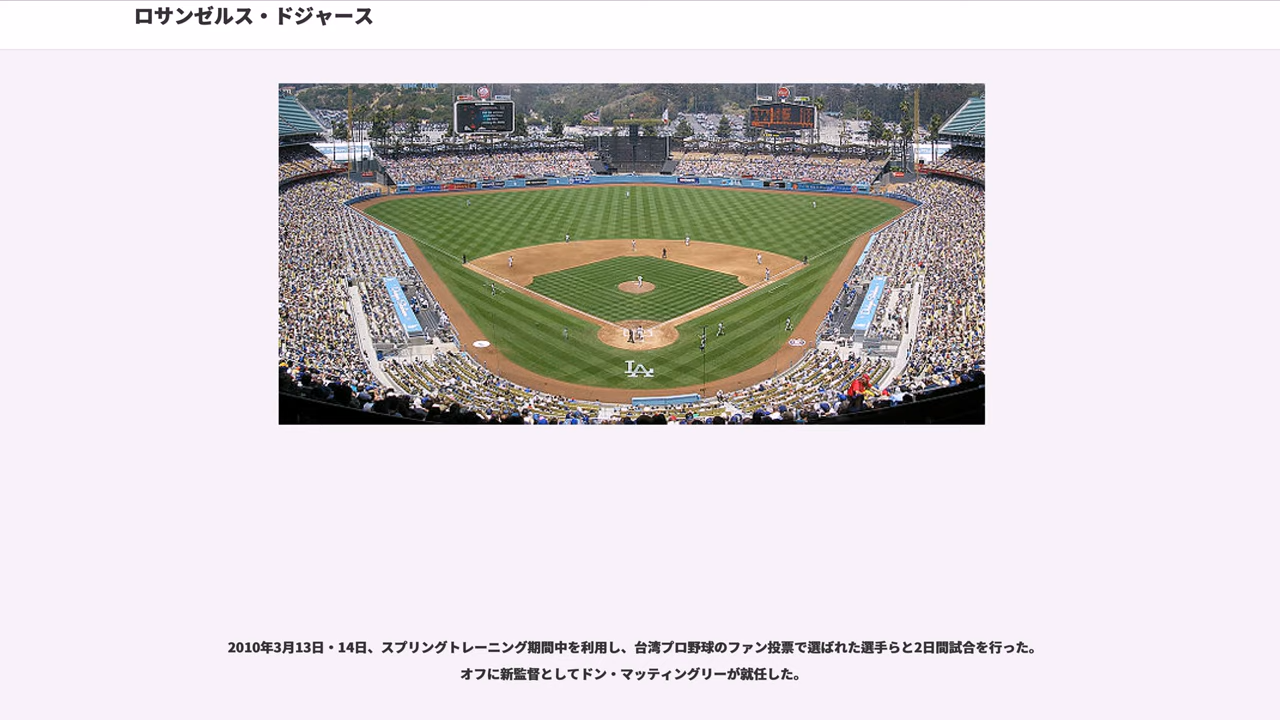 ロサンゼルス・ドジャース
LA
2010年3月13日・14日、スプリングトレーニング期間中を利用し、台湾プロ野球のファン投票で選ばれた選手らと2日間試合を行った。
オフに新監督としてドン・マッティングリーが就任した。